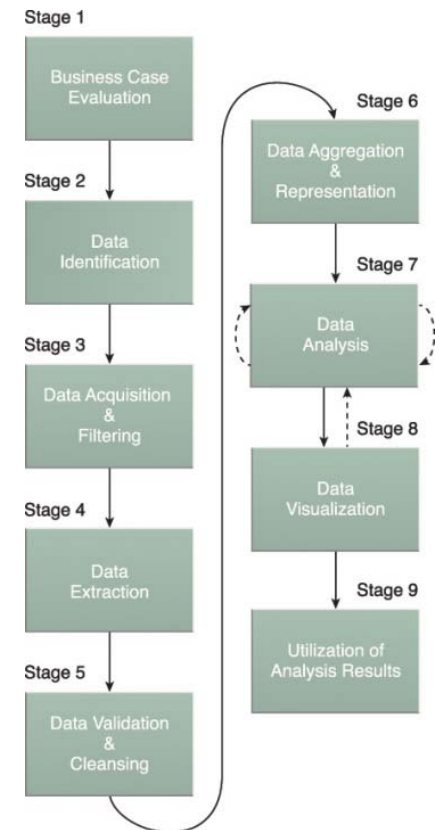 Stage 1
Business Case
Evaluation
Stage 2
Data
Identification
Stage 3
Data Acquisition
&
Filtering
Stage 4
Data
Extraction
Stage 5
Data Validation
&
Cleansing
Stage 6
Data Aggregation
&
Representation
Stage 7
Data
Analysis
Stage 8
Data
Visualization
Stage 9
Utilization of
Analysis Results